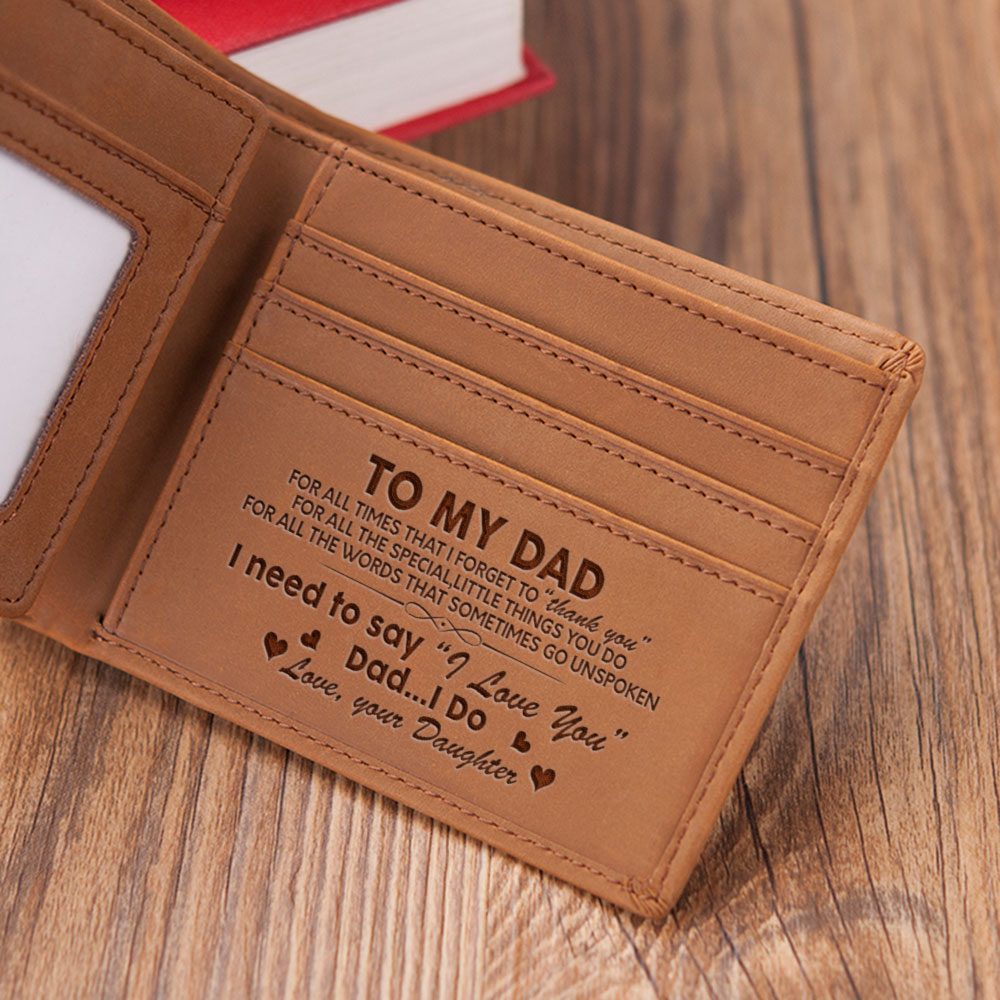 TO MY DAD
FOR ALL TIMES THAT I FORGET TO "thank you"
FOR ALL THE SPECIAL,LITTLE THINGS YOU DO
FOR ALL THE WORDS THAT SOMETIMES GO UNSPOKEN
I need to say "I Love You"
Dad...I Do
Love, your Daughter